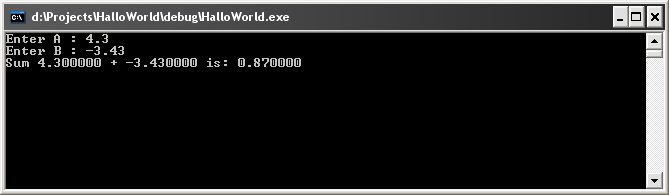 d:\Projects\HalloWorld\debug\HalloWorld.exe
Enter A : 4.3
Enter B : -3.43
Sum 4.300000 + -3.430000 is: 0.870000